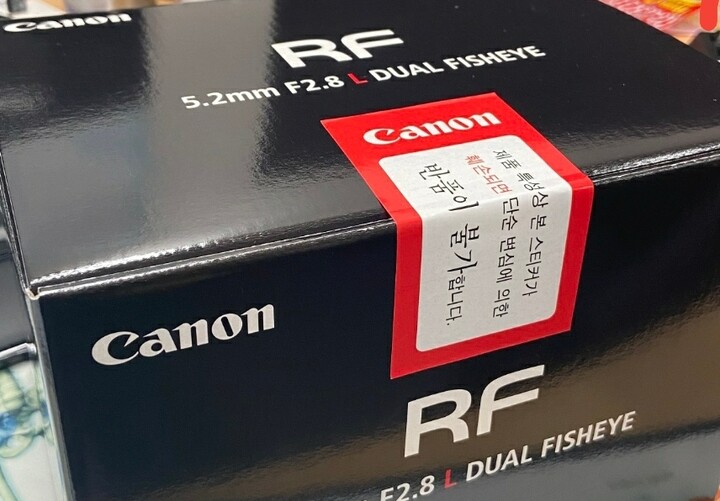 Canon
RF
5.2mm F2.8 L DUAL FISHEYE
Canon
제품 특성상 본 스티커가
훼손되면 단순 변심에 의한
반품이 불가합니다.
Canon
RF
F2.8 L DUAL FISHEYE